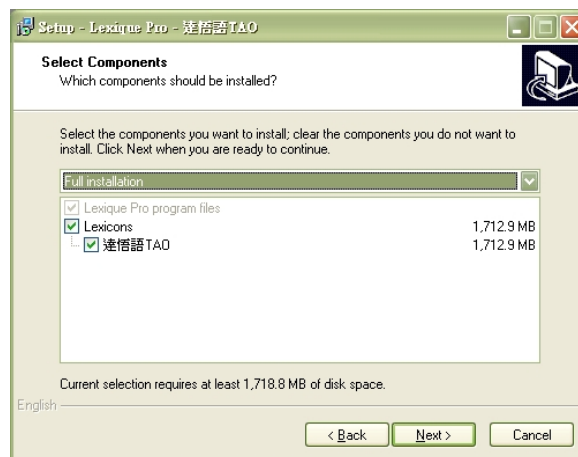 Setup - Lexique Pro - 達悟語TAO
Select Components
Which components should be installed?
Select the components you want to install; clear the components you do not want to
install. Click Next when you are ready to continue.
Full installation
Lexique Pro program files
Lexicons 1,712.9 MB
達悟語TAO 1,712.9 MB
Current selection requires at least 1,718.8 MB of disk space.
English
< Back Next > Cancel